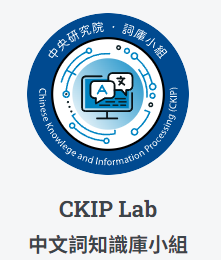 中央研究院 · 詞庫小組
A 文
Chinese Knowlege and Information Processing (CKIP)
CKIP Lab
中文詞知識庫小組